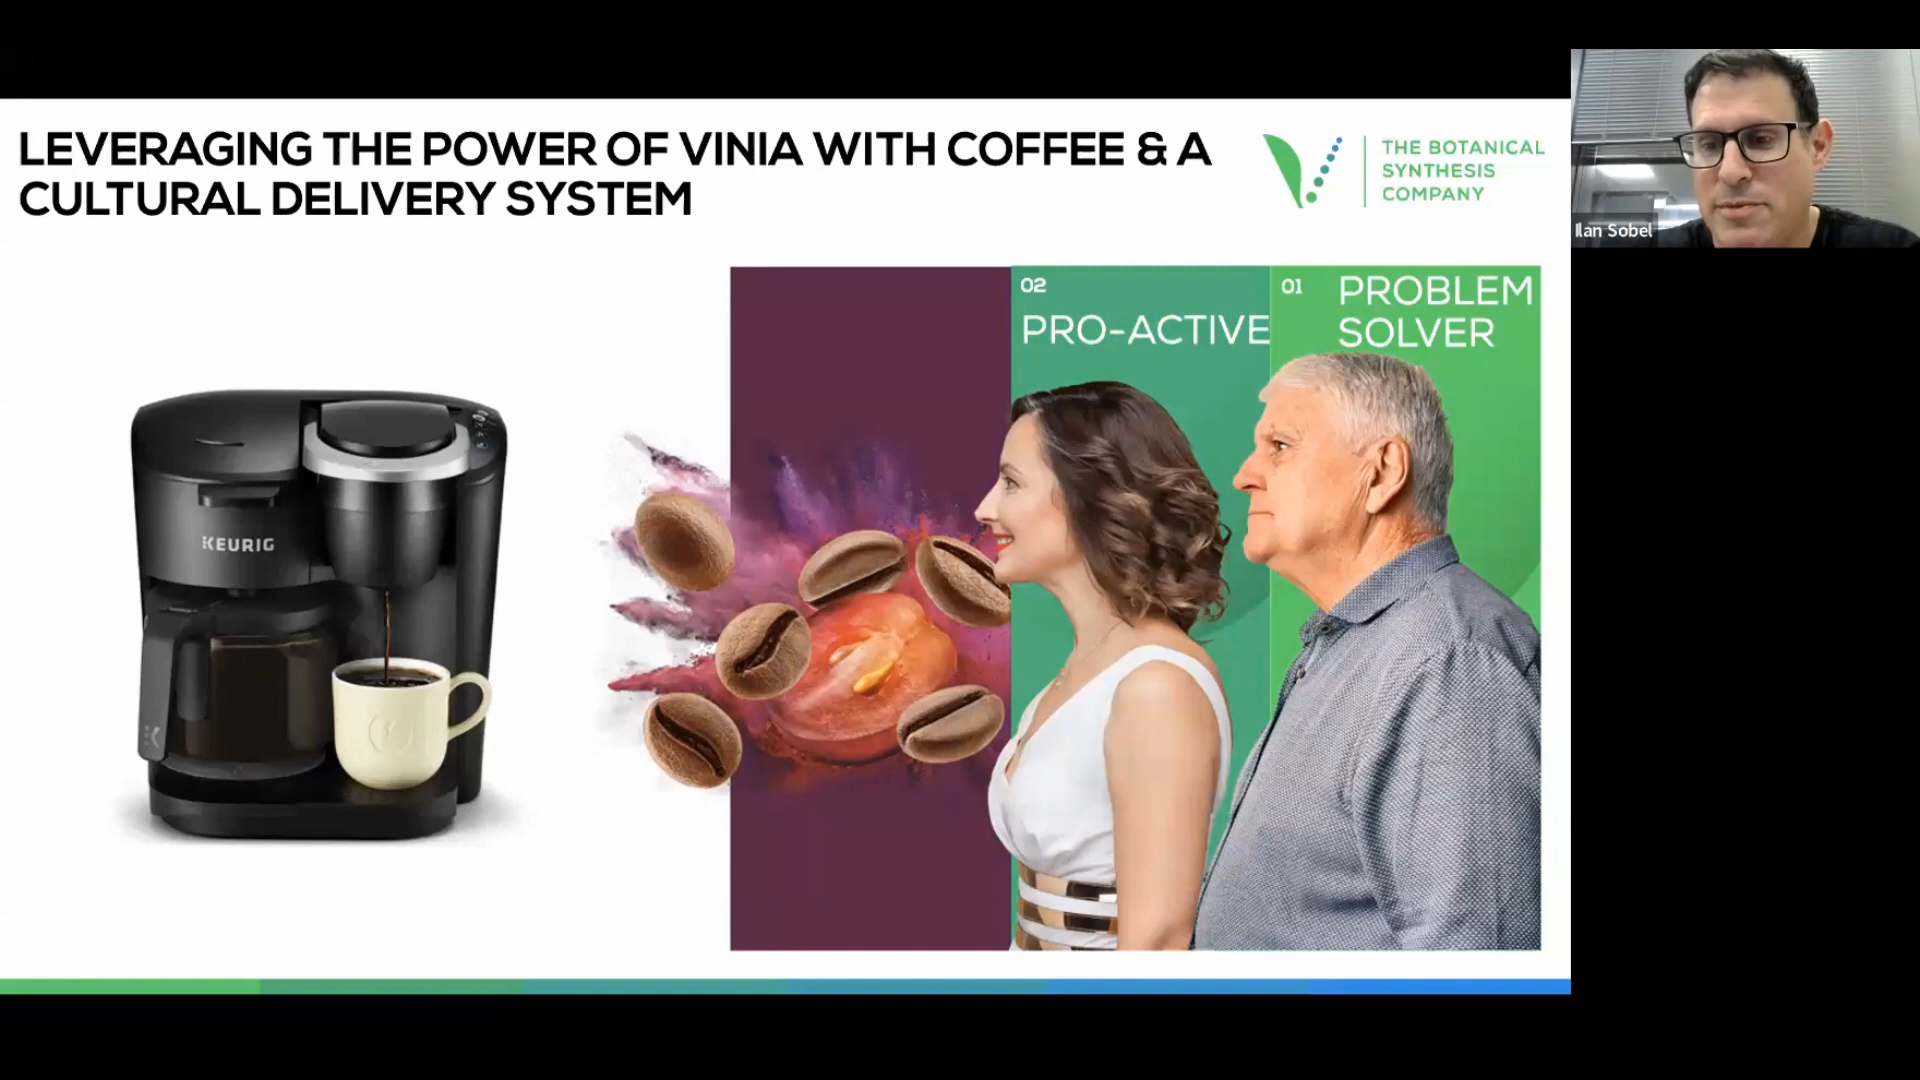 LEVERAGING THE POWER OF VINIA WITH COFFEE & A
CULTURAL DELIVERY SYSTEM
THE BOTANICAL
SYNTHESIS
COMPANY
Ilan Sobel
02
PRO-ACTIVE
01
PROBLEM
SOLVER
KEURIG
K